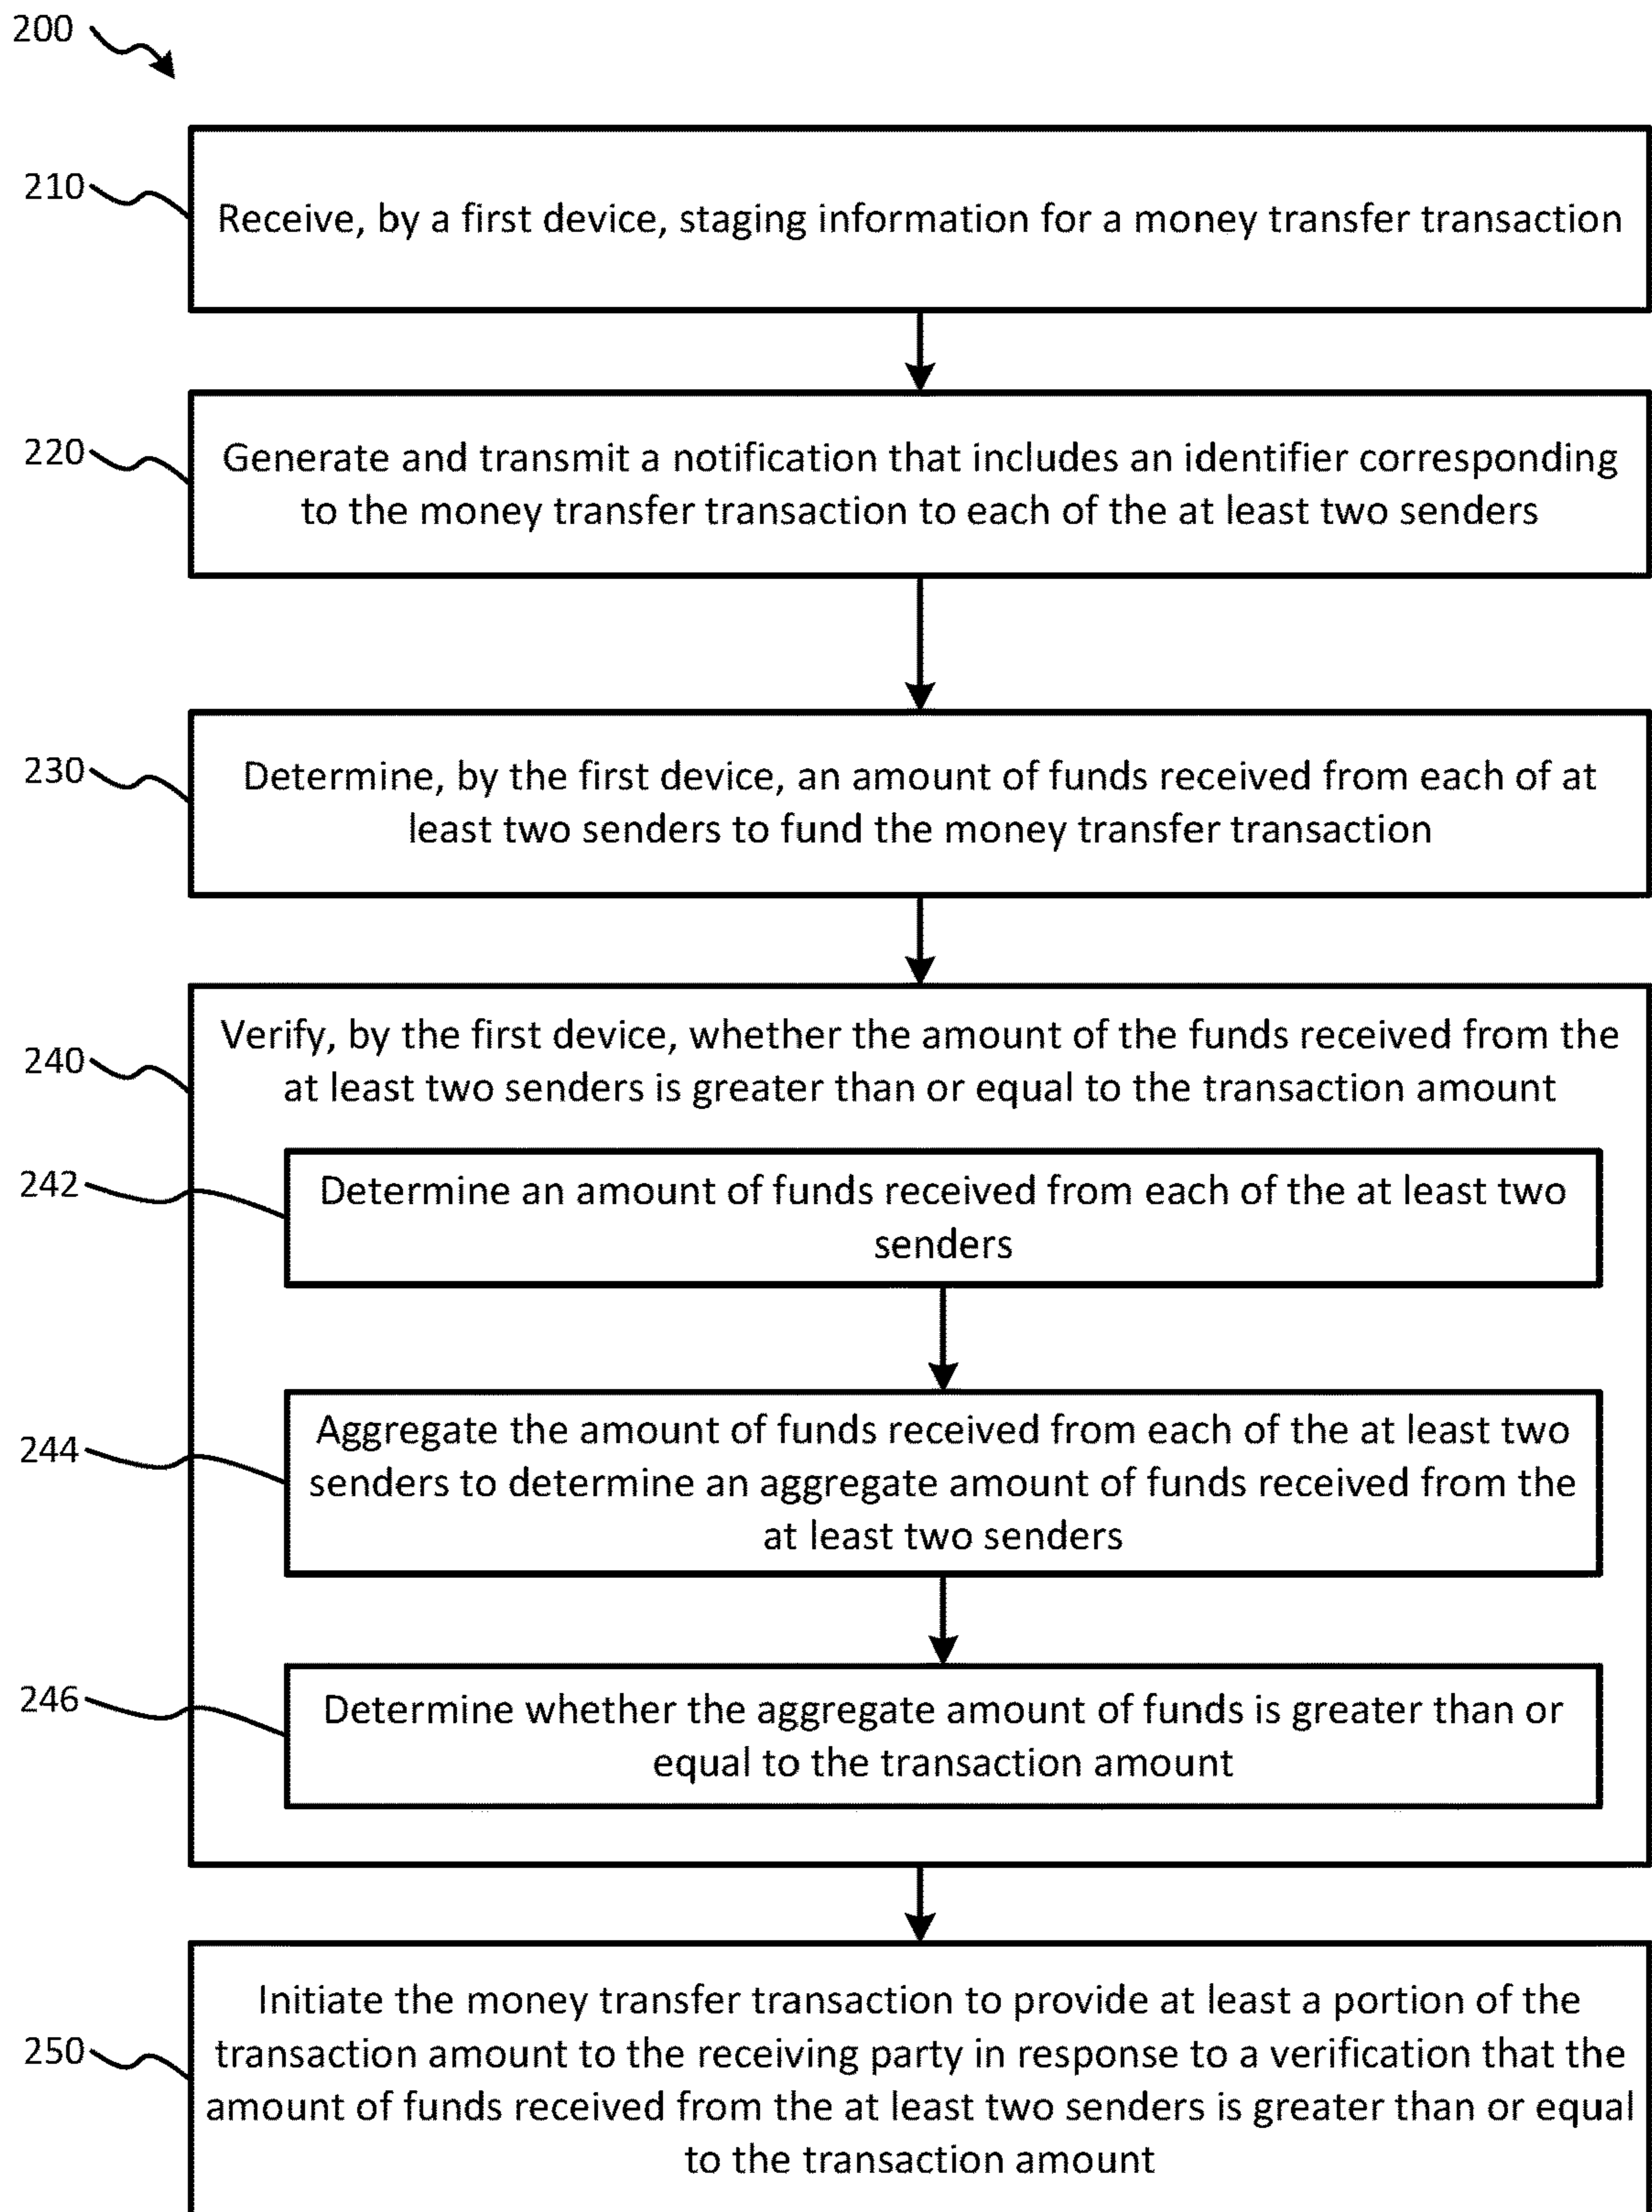 200
210
Receive, by a first device, staging information for a money transfer transaction
220
Generate and transmit a notification that includes an identifier corresponding
to the money transfer transaction to each of the at least two senders
230
Determine, by the first device, an amount of funds received from each of at
least two senders to fund the money transfer transaction
240
Verify, by the first device, whether the amount of the funds received from the
at least two senders is greater than or equal to the transaction amount
242
Determine an amount of funds received from each of the at least two
senders
244
Aggregate the amount of funds received from each of the at least two
senders to determine an aggregate amount of funds received from the
at least two senders
246
Determine whether the aggregate amount of funds is greater than or
equal to the transaction amount
250
Initiate the money transfer transaction to provide at least a portion of the
transaction amount to the receiving party in response to a verification that the
amount of funds received from the at least two senders is greater than or equal
to the transaction amount